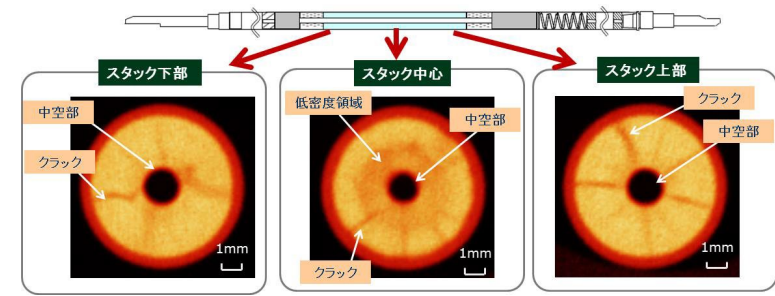 スタック下部
中空部
クラック
1mm
スタック中心
低密度領域
中空部
クラック
1mm
スタック上部
クラック
中空部
1mm